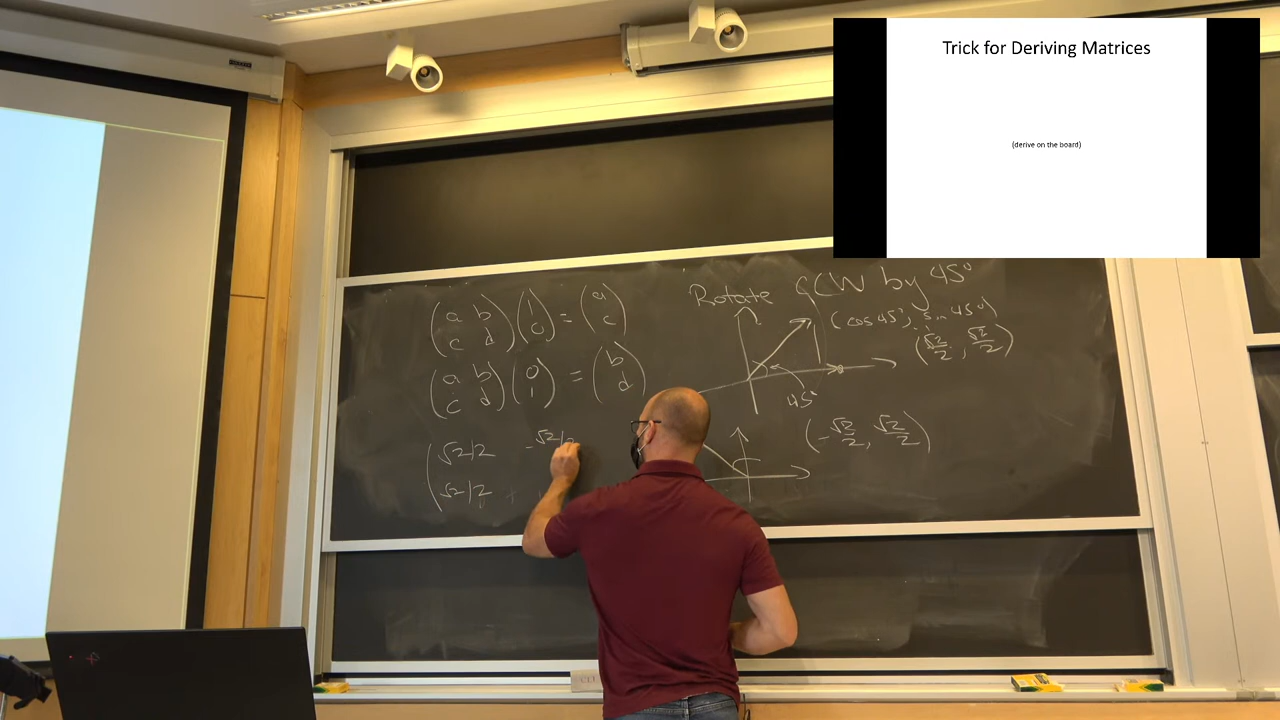 Trick for Deriving Matrices
(derive on the board)
(a b
c d)(1
0) = (a
c)
(a b
c d)(0
1) = (b
d)
(√2/2 -√2/2
√2/2
Rotate CCW by 45°
(cos 45°, sin 45°)
(√2/2, √2/2)
45°
(-√2/2, √2/2)